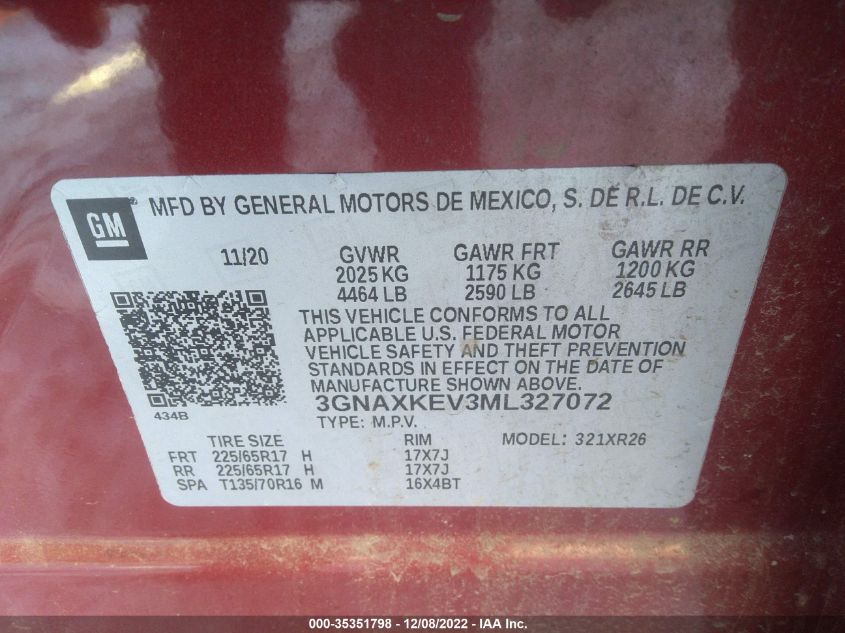 GM ® MFD BY GENERAL MOTORS DE MEXICO, S. DE R.L. DE C.V.
11/20 GVWR GAWR FRT GAWR RR
2025 KG 1175 KG 1200 KG
4464 LB 2590 LB 2645 LB
THIS VEHICLE CONFORMS TO ALL
APPLICABLE U.S. FEDERAL MOTOR
VEHICLE SAFETY AND THEFT PREVENTION
STANDARDS IN EFFECT ON THE DATE OF
MANUFACTURE SHOWN ABOVE.
434B 3GNAXKEV3ML327072
TYPE: M.P.V.
TIRE SIZE RIM MODEL: 321XR26
FRT 225/65R17 H 17X7J
RR 225/65R17 H 17X7J
SPA T135/70R16 M 16X4BT
000-35351798 - 12/08/2022 - IAA Inc.